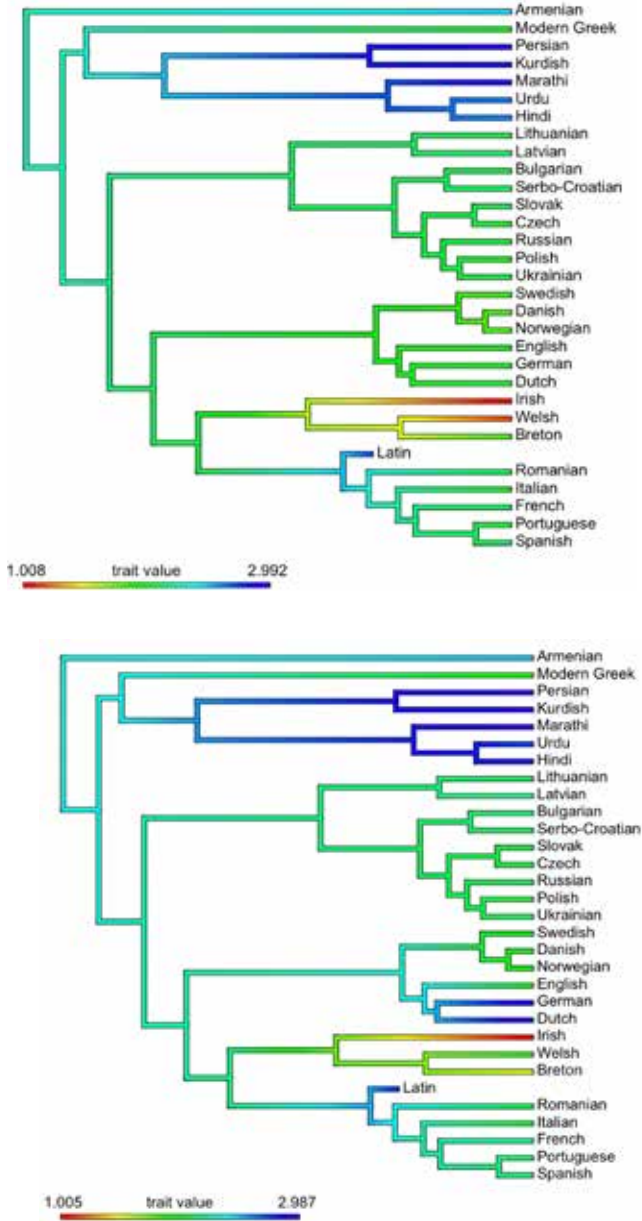 Armenian
Modern Greek
Persian
Kurdish
Marathi
Urdu
Hindi
Lithuanian
Latvian
Bulgarian
Serbo-Croatian
Slovak
Czech
Russian
Polish
Ukrainian
Swedish
Danish
Norwegian
English
German
Dutch
Irish
Welsh
Breton
Latin
Romanian
Italian
French
Portuguese
Spanish
1.008 trait value 2.992
Armenian
Modern Greek
Persian
Kurdish
Marathi
Urdu
Hindi
Lithuanian
Latvian
Bulgarian
Serbo-Croatian
Slovak
Czech
Russian
Polish
Ukrainian
Swedish
Danish
Norwegian
English
German
Dutch
Irish
Welsh
Breton
Latin
Romanian
Italian
French
Portuguese
Spanish
1.005 trait value 2.987